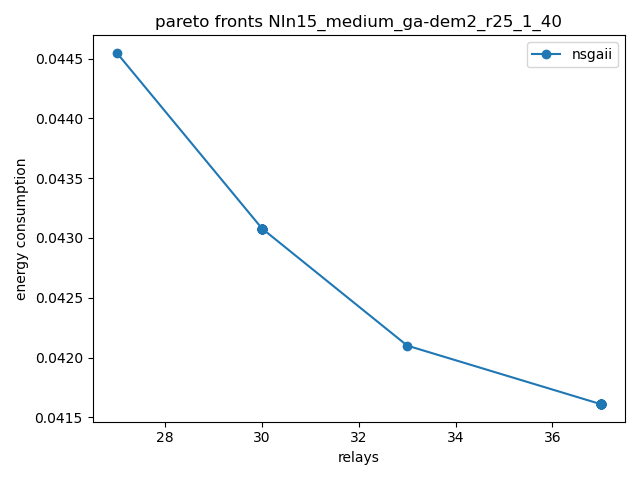 pareto fronts NIn15_medium_ga-dem2_r25_1_40
nsgaii
energy consumption
0.0445
0.0440
0.0435
0.0430
0.0425
0.0420
0.0415
28 30 32 34 36
relays